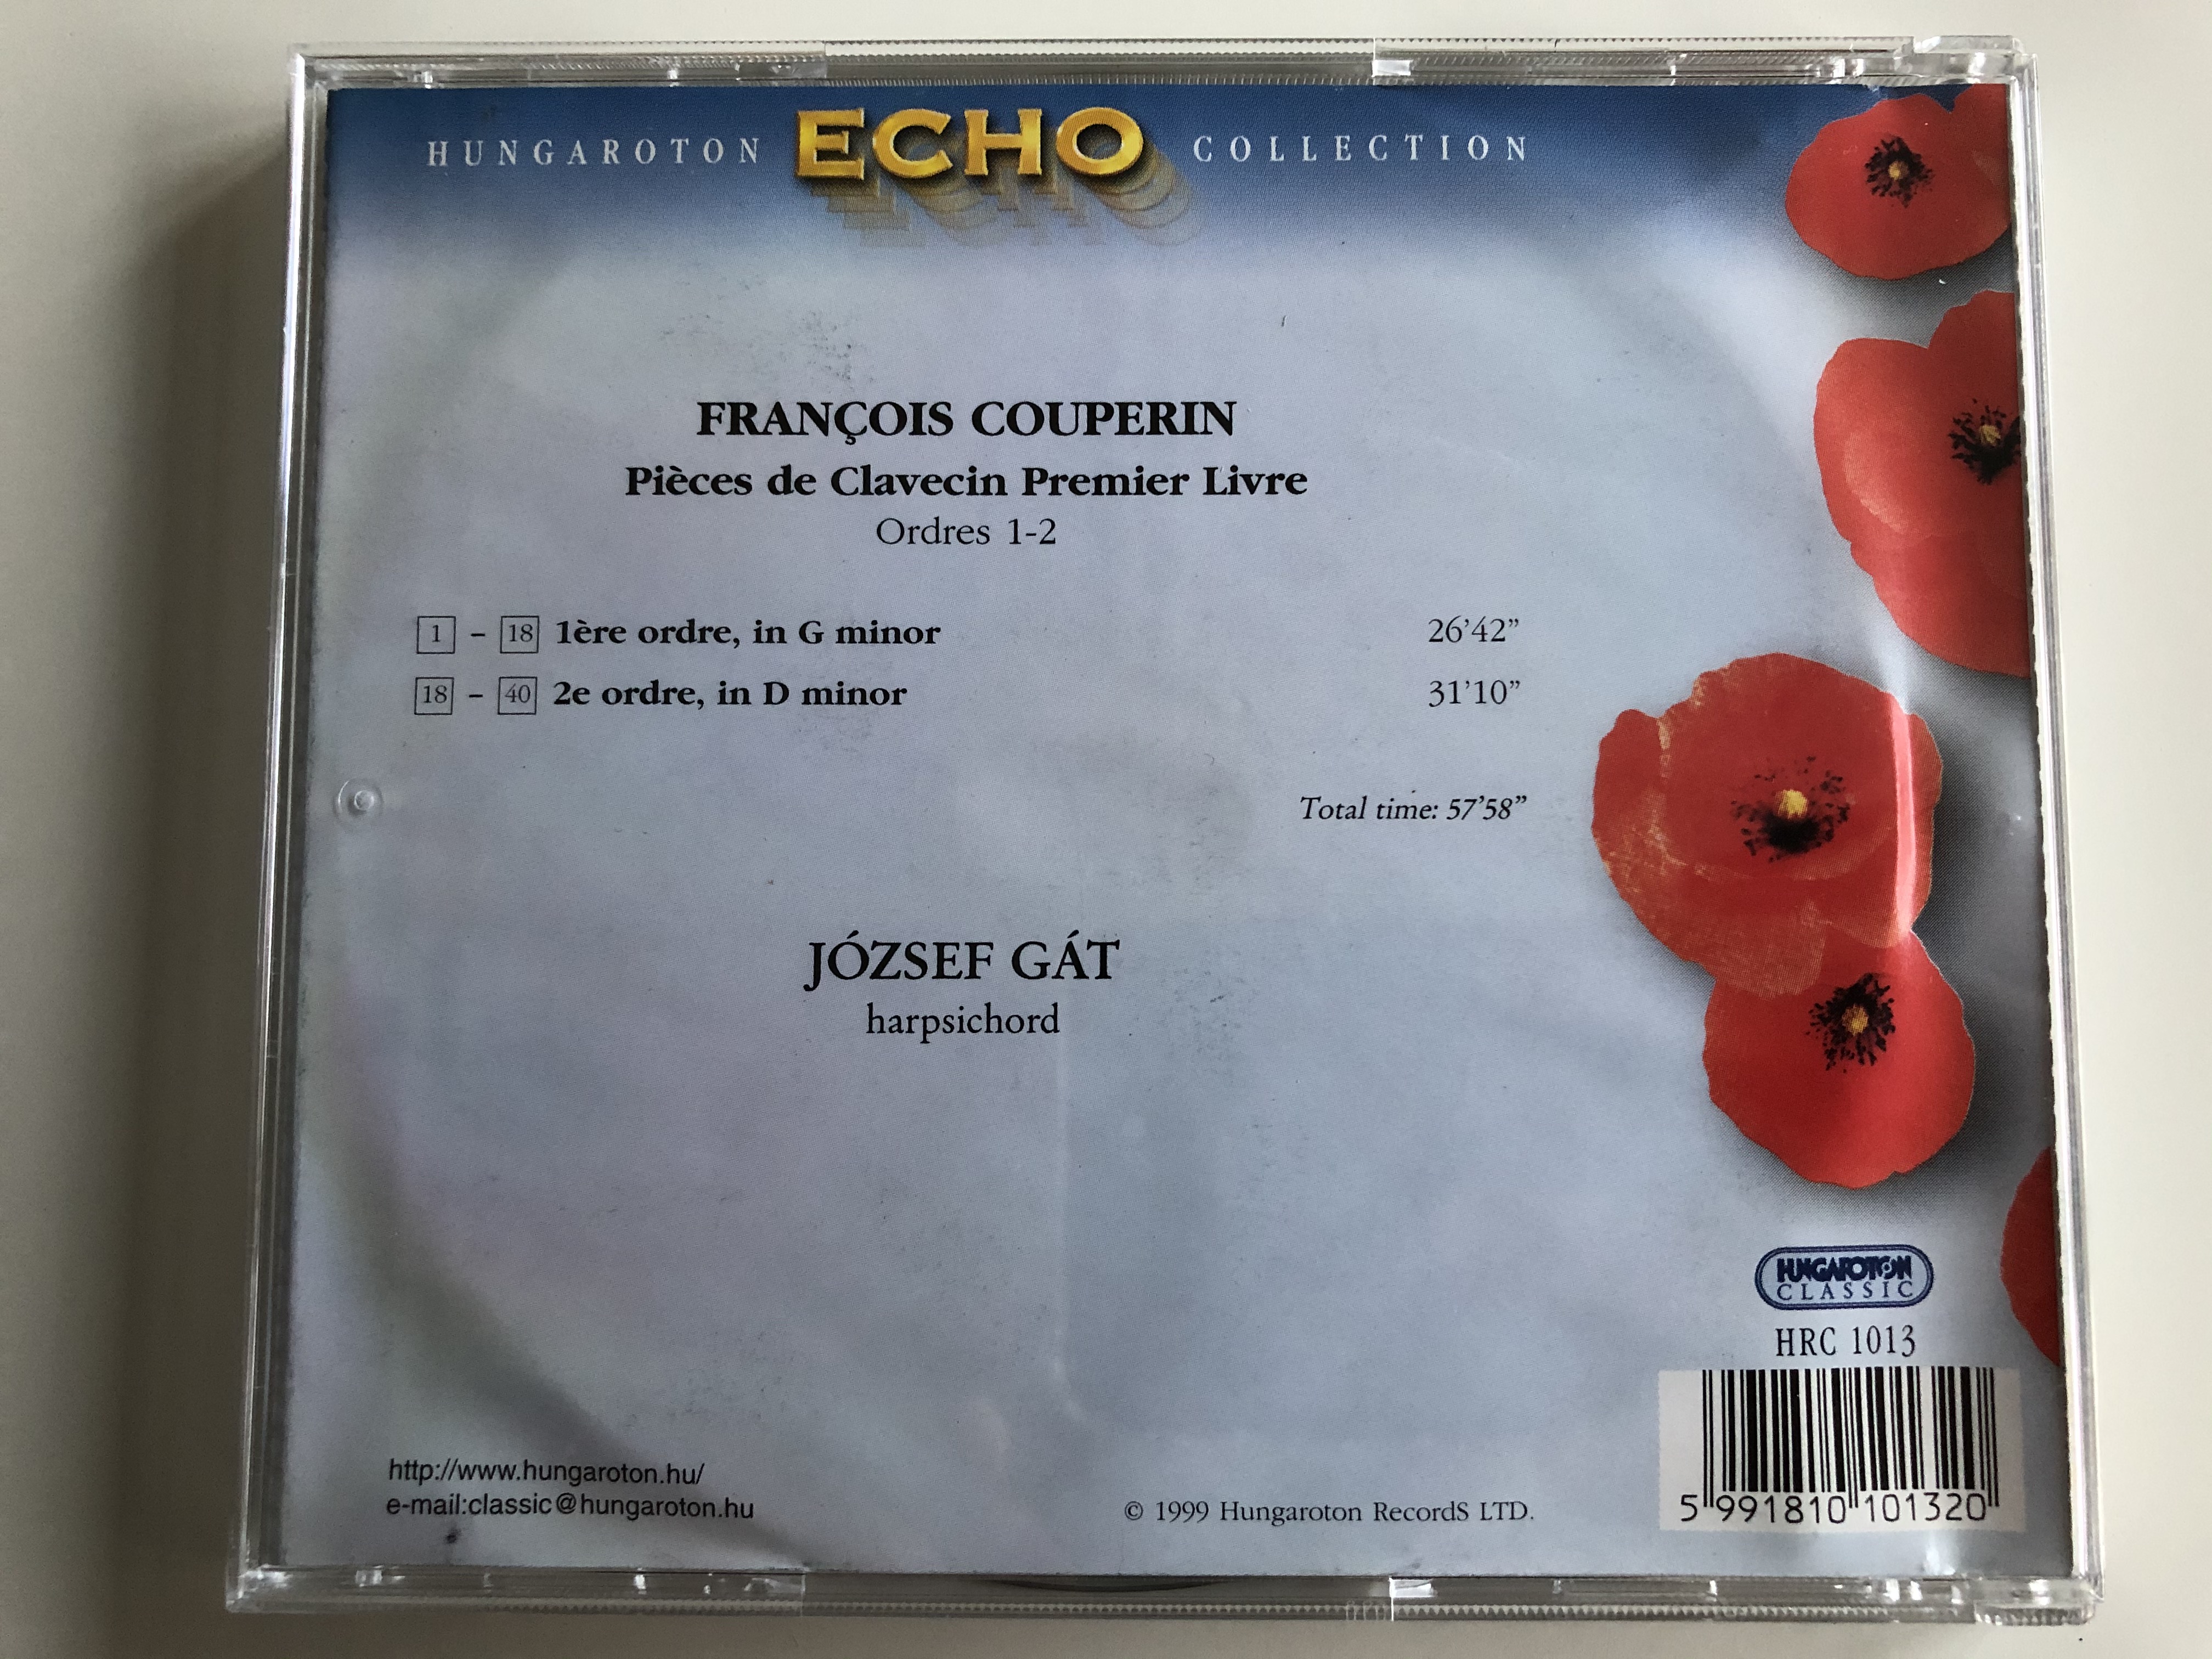 HUNGAROTON ECHO COLLECTION
FRANÇOIS COUPERIN
Pièces de Clavecin Premier Livre
Ordres 1-2
1 – 18 1ère ordre, in G minor 26’42”
18 – 40 2e ordre, in D minor 31’10”
Total time: 57’58”
JÓZSEF GÁT
harpsichord
HUNGAROTON
CLASSIC
HRC 1013
http://www.hungaroton.hu/
e-mail:classic@hungaroton.hu
© 1999 Hungaroton RecordS LTD.
5 991810 101320